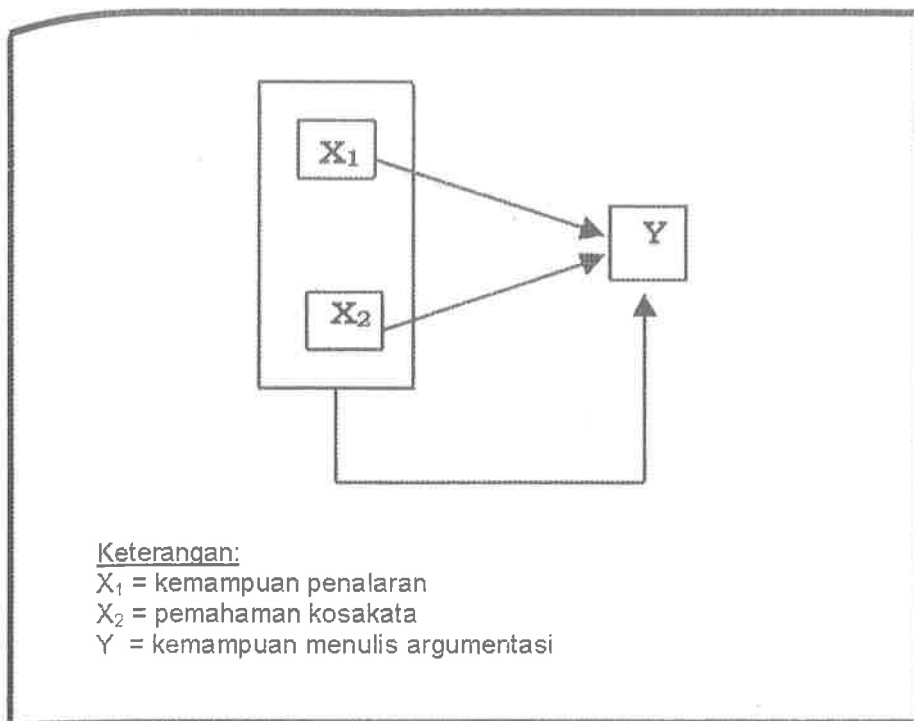 X₁
Y
X₂
Keterangan:
X₁ = kemampuan penalaran
X₂ = pemahaman kosakata
Y = kemampuan menulis argumentasi